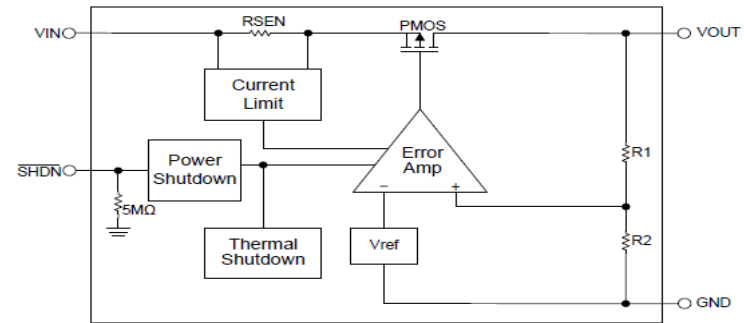 RSEN
PMOS
VIN
VOUT
Current
Limit
SHDN
Power
Shutdown
Error
Amp
R1
5MΩ
− +
Thermal
Shutdown
Vref
R2
GND